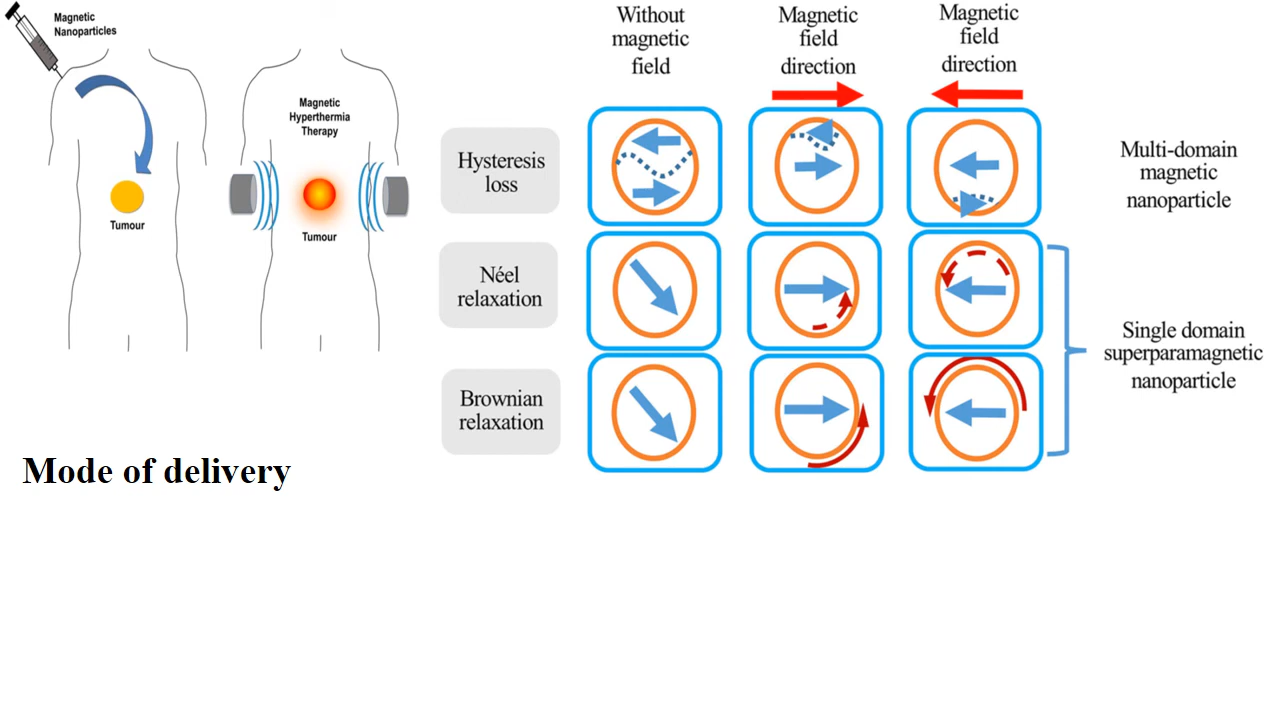 Magnetic
Nanoparticles
Tumour
Magnetic
Hyperthermia
Therapy
Tumour
Without
magnetic
field
Magnetic
field
direction
Magnetic
field
direction
Hysteresis
loss
Multi-domain
magnetic
nanoparticle
Néel
relaxation
Brownian
relaxation
Single domain
superparamagnetic
nanoparticle
Mode of delivery